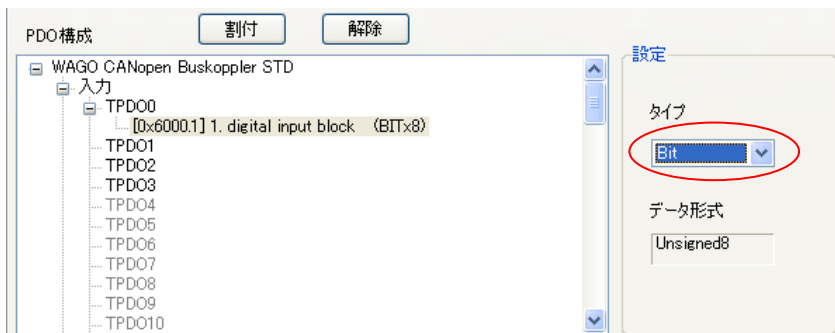 PDO構成
割付
解除
WAGO CANopen Buskoppler STD
入力
TPDO0
[0x6000.1] 1. digital input block (BITx8)
TPDO1
TPDO2
TPDO3
TPDO4
TPDO5
TPDO6
TPDO7
TPDO8
TPDO9
TPDO10
設定
タイプ
Bit
データ形式
Unsigned8